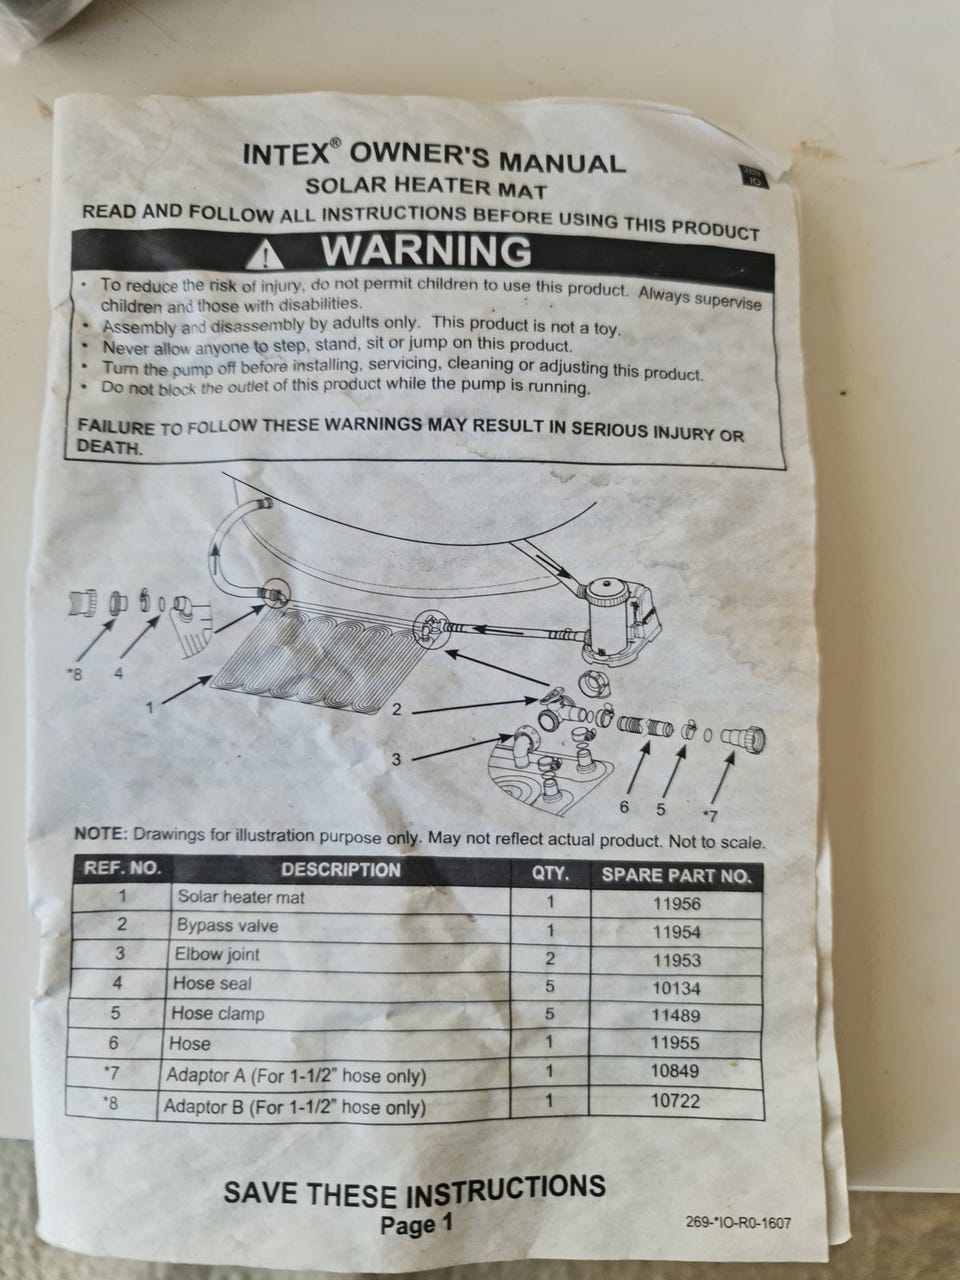 INTEX® OWNER'S MANUAL
269
IO
SOLAR HEATER MAT
READ AND FOLLOW ALL INSTRUCTIONS BEFORE USING THIS PRODUCT
WARNING
• To reduce the risk of injury, do not permit children to use this product. Always supervise
children and those with disabilities.
• Assembly and disassembly by adults only. This product is not a toy.
• Never allow anyone to step, stand, sit or jump on this product.
• Turn the pump off before installing, servicing, cleaning or adjusting this product.
• Do not block the outlet of this product while the pump is running.
FAILURE TO FOLLOW THESE WARNINGS MAY RESULT IN SERIOUS INJURY OR
DEATH.
*8 4
1
2
3
6 5 *7
NOTE: Drawings for illustration purpose only. May not reflect actual product. Not to scale.
REF. NO. DESCRIPTION QTY. SPARE PART NO.
1 Solar heater mat 1 11956
2 Bypass valve 1 11954
3 Elbow joint 2 11953
4 Hose seal 5 10134
5 Hose clamp 5 11489
6 Hose 1 11955
*7 Adaptor A (For 1-1/2” hose only) 1 10849
*8 Adaptor B (For 1-1/2” hose only) 1 10722
SAVE THESE INSTRUCTIONS
Page 1
269-*IO-R0-1607